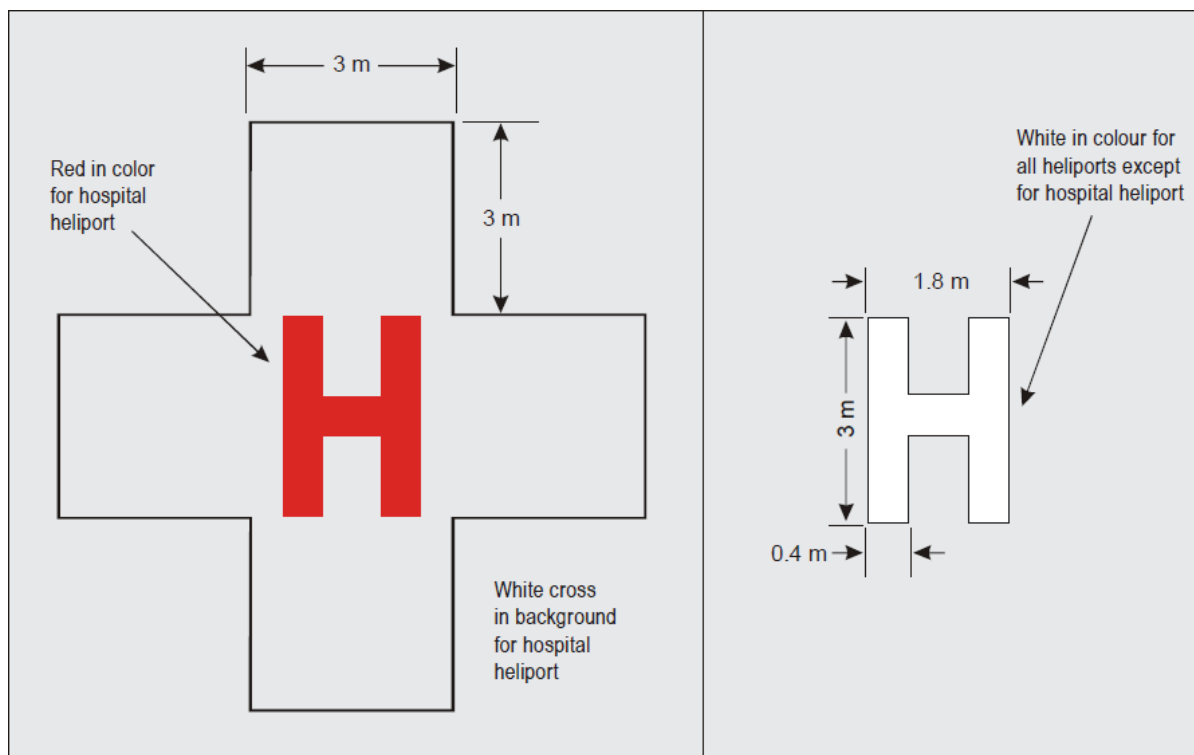 3 m
Red in color
for hospital
heliport
3 m
H
White cross
in background
for hospital
heliport
White in colour for
all heliports except
for hospital heliport
1.8 m
3 m
H
0.4 m